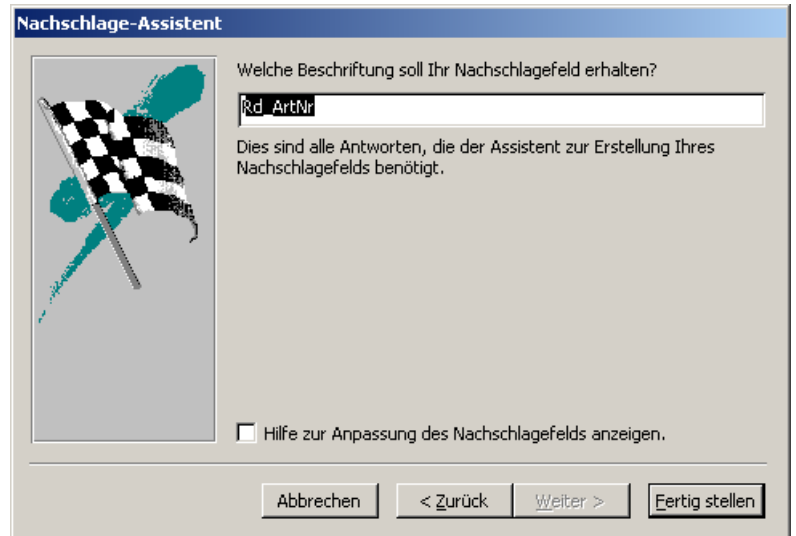 Nachschlage-Assistent
Welche Beschriftung soll Ihr Nachschlagefeld erhalten?
Rd_ArtNr
Dies sind alle Antworten, die der Assistent zur Erstellung Ihres
Nachschlagefelds benötigt.
Hilfe zur Anpassung des Nachschlagefelds anzeigen.
Abbrechen
< Zurück
Weiter >
Fertig stellen